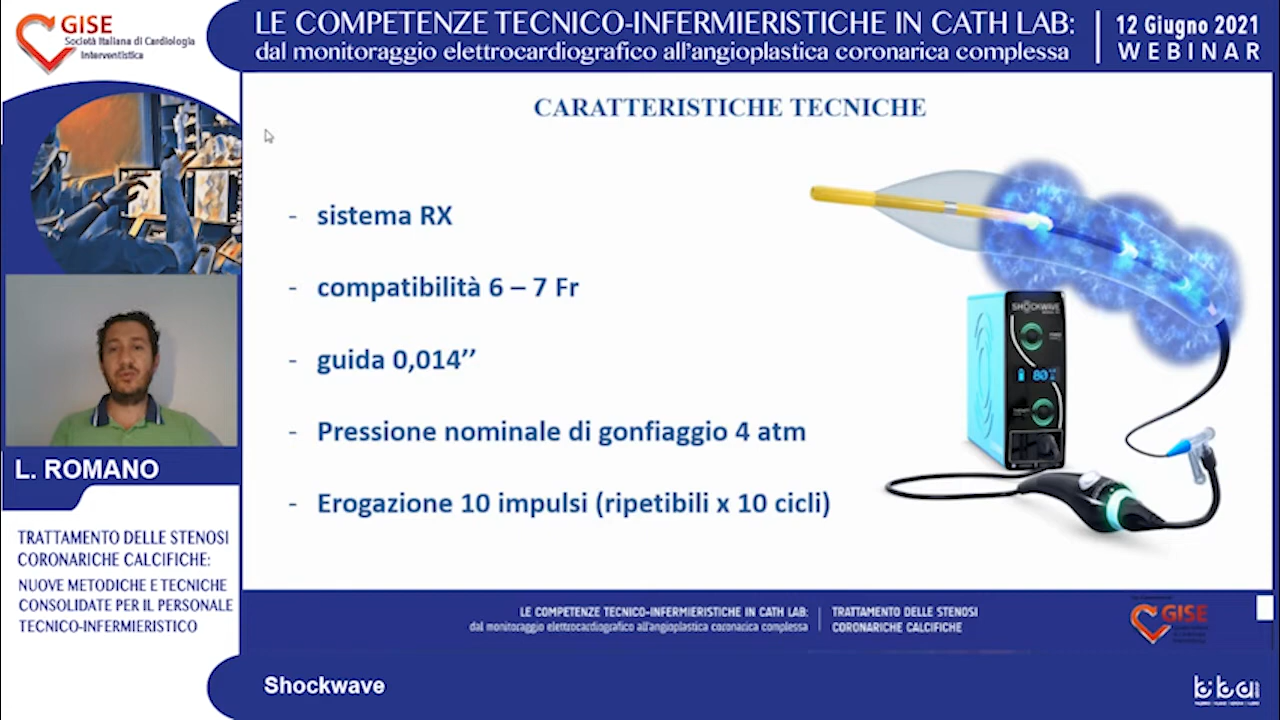 GISE
Società Italiana di Cardiologia
Interventistica
LE COMPETENZE TECNICO-INFERMIERISTICHE IN CATH LAB:
dal monitoraggio elettrocardiografico all'angioplastica coronarica complessa
12 Giugno 2021
WEBINAR
CARATTERISTICHE TECNICHE
- sistema RX
- compatibilità 6 – 7 Fr
- guida 0,014’’
- Pressione nominale di gonfiaggio 4 atm
- Erogazione 10 impulsi (ripetibili x 10 cicli)
SHOCKWAVE
80
L. ROMANO
TRATTAMENTO DELLE STENOSI
CORONARICHE CALCIFICHE:
NUOVE METODICHE E TECNICHE
CONSOLIDATE PER IL PERSONALE
TECNICO-INFERMIERISTICO
LE COMPETENZE TECNICO-INFERMIERISTICHE IN CATH LAB:
dal monitoraggio elettrocardiografico all'angioplastica coronarica complessa
TRATTAMENTO DELLE STENOSI
CORONARICHE CALCIFICHE
GISE
Shockwave